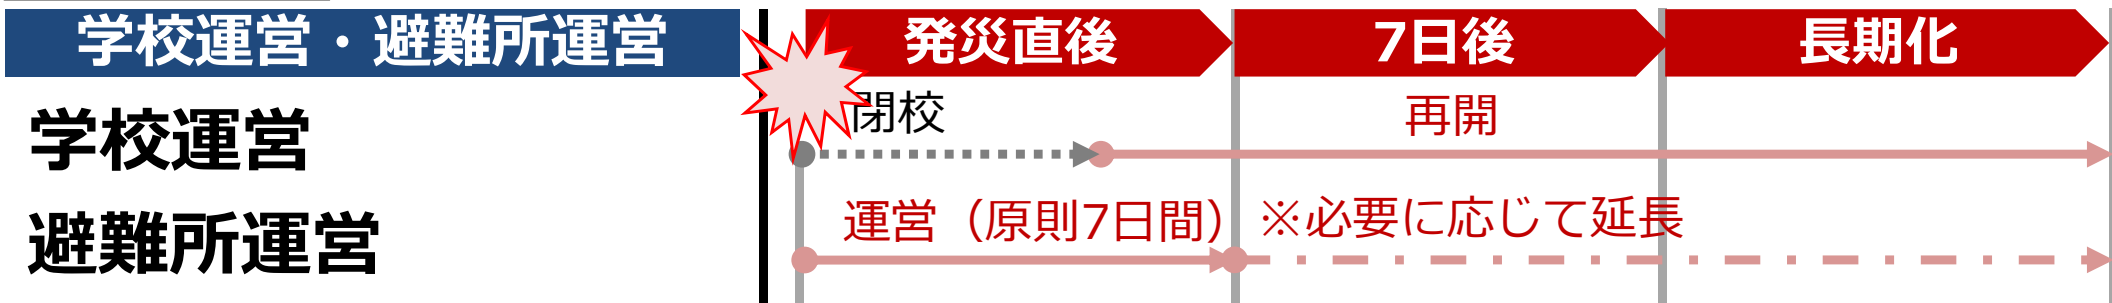 学校運営・避難所運営 発災直後 7日後 長期化
閉校 再開
学校運営
運営（原則7日間）※必要に応じて延長
避難所運営